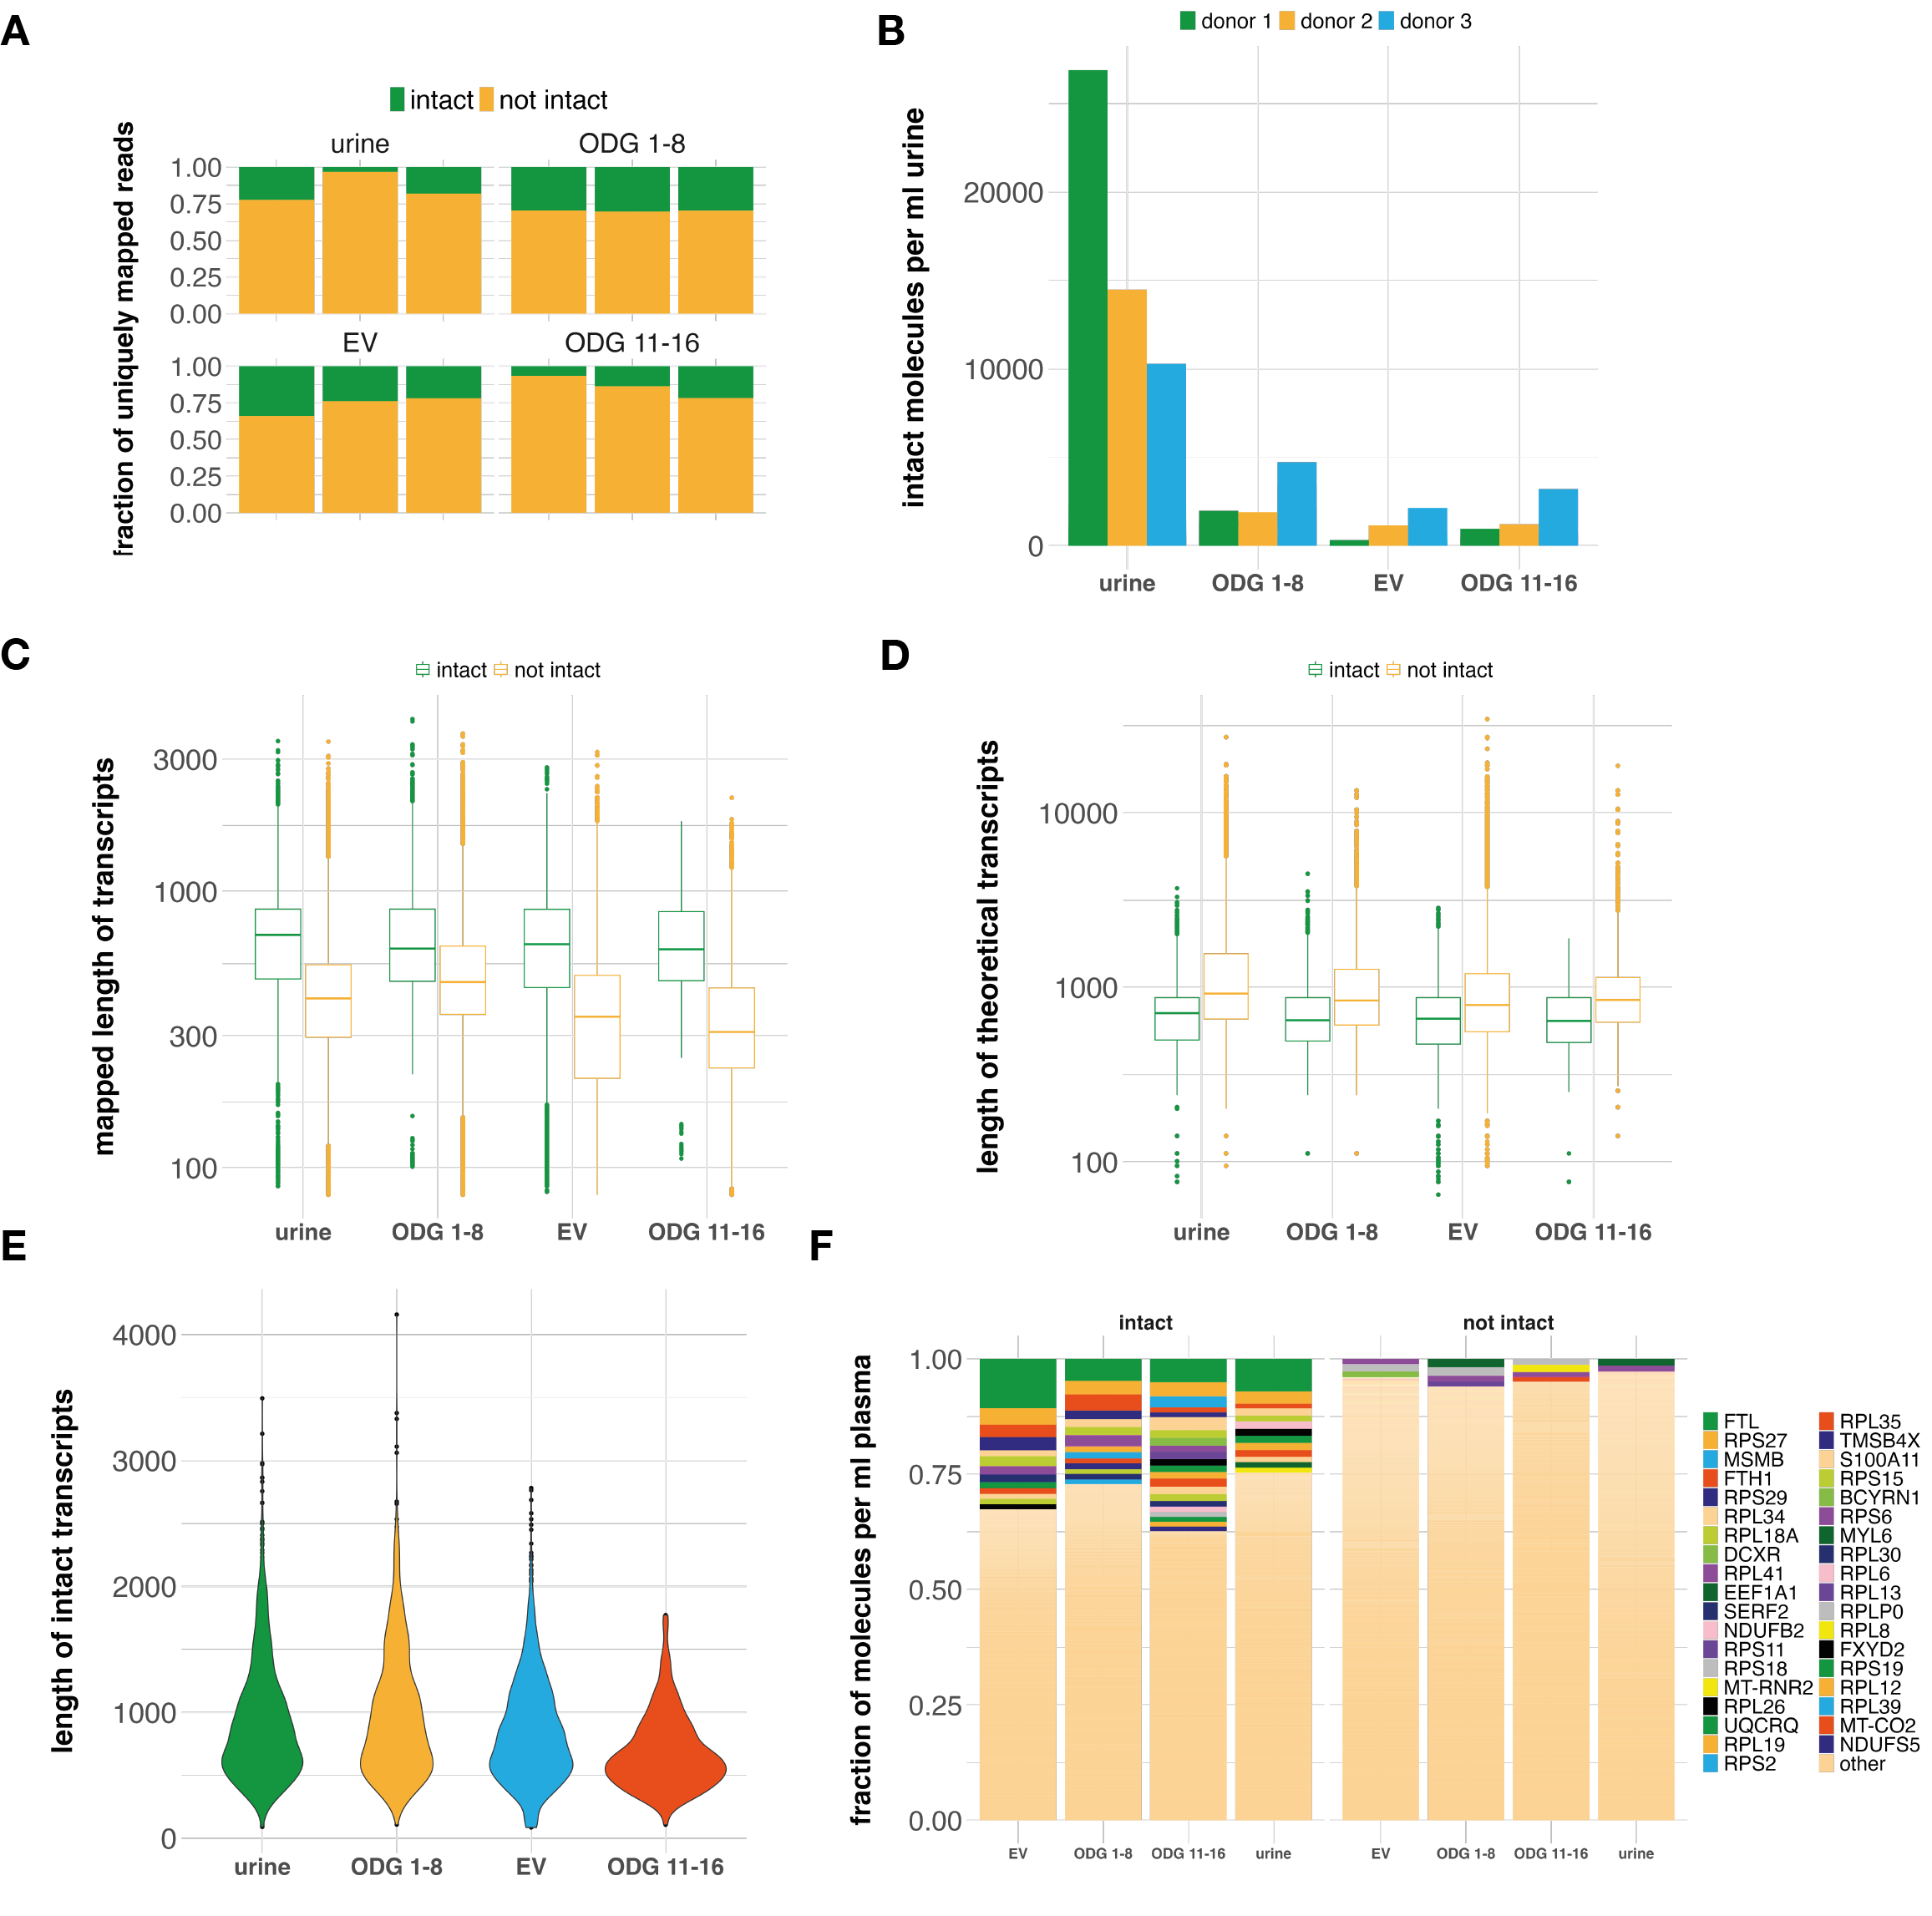 A
intact not intact
urine ODG 1-8
1.00
0.75
0.50
0.25
0.00
EV ODG 11-16
1.00
0.75
0.50
0.25
0.00
fraction of uniquely mapped reads
B
donor 1 donor 2 donor 3
intact molecules per ml urine
20000
10000
0
urine ODG 1-8 EV ODG 11-16
C
intact not intact
mapped length of transcripts
3000
1000
300
100
urine ODG 1-8 EV ODG 11-16
D
intact not intact
length of theoretical transcripts
10000
1000
100
urine ODG 1-8 EV ODG 11-16
E
length of intact transcripts
4000
3000
2000
1000
0
urine ODG 1-8 EV ODG 11-16
F
intact not intact
fraction of molecules per ml plasma
1.00
0.75
0.50
0.25
0.00
EV ODG 1-8 ODG 11-16 urine EV ODG 1-8 ODG 11-16 urine
FTL RPL35
RPS27 TMSB4X
MSMB S100A11
FTH1 RPS15
RPS29 BCYRN1
RPL34 RPS6
RPL18A MYL6
DCXR RPL30
RPL41 RPL6
EEF1A1 RPL13
SERF2 RPLP0
NDUFB2 RPL8
RPS11 FXYD2
RPS18 RPS19
MT-RNR2 RPL12
RPL26 RPL39
UQCRQ MT-CO2
RPL19 NDUFS5
RPS2 other